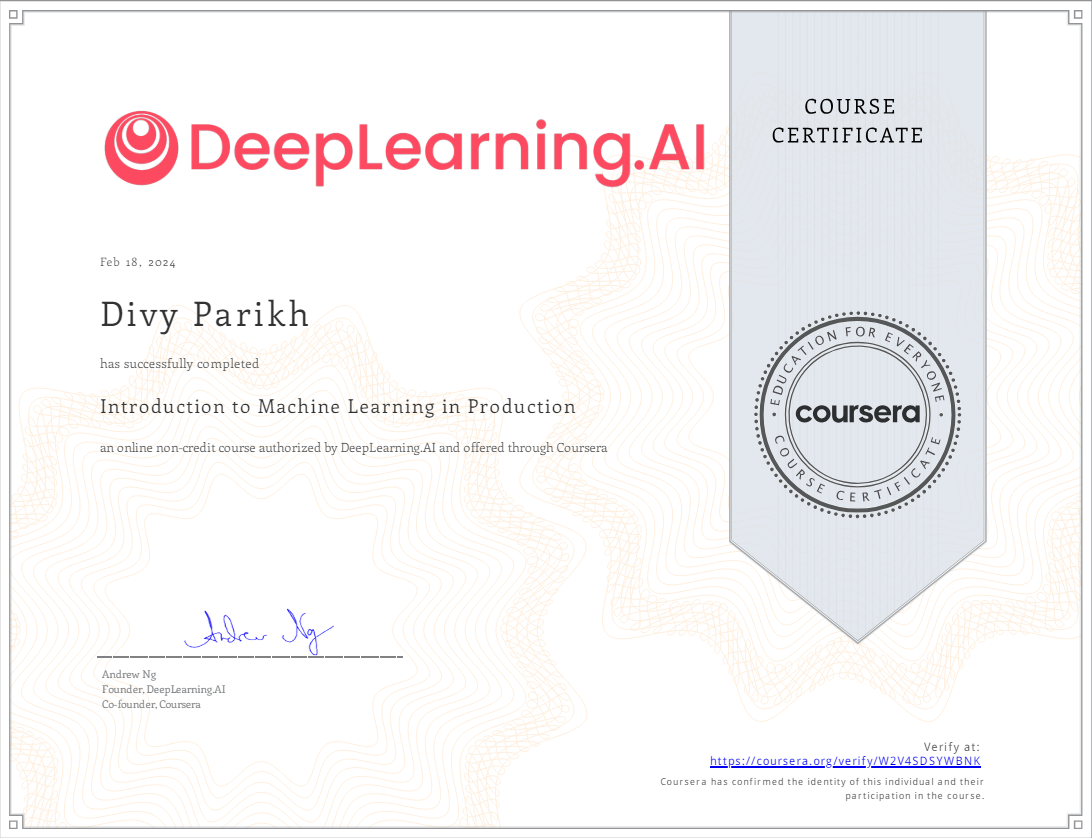 DeepLearning.AI
COURSE
CERTIFICATE
Feb 18, 2024
Divy Parikh
has successfully completed
Introduction to Machine Learning in Production
an online non-credit course authorized by DeepLearning.AI and offered through Coursera
EDUCATION FOR EVERYONE
coursera
COURSE CERTIFICATE
Andrew Ng
Andrew Ng
Founder, DeepLearning.AI
Co-founder, Coursera
Verify at:
https://coursera.org/verify/W2V4SDSYWBNK
Coursera has confirmed the identity of this individual and their
participation in the course.